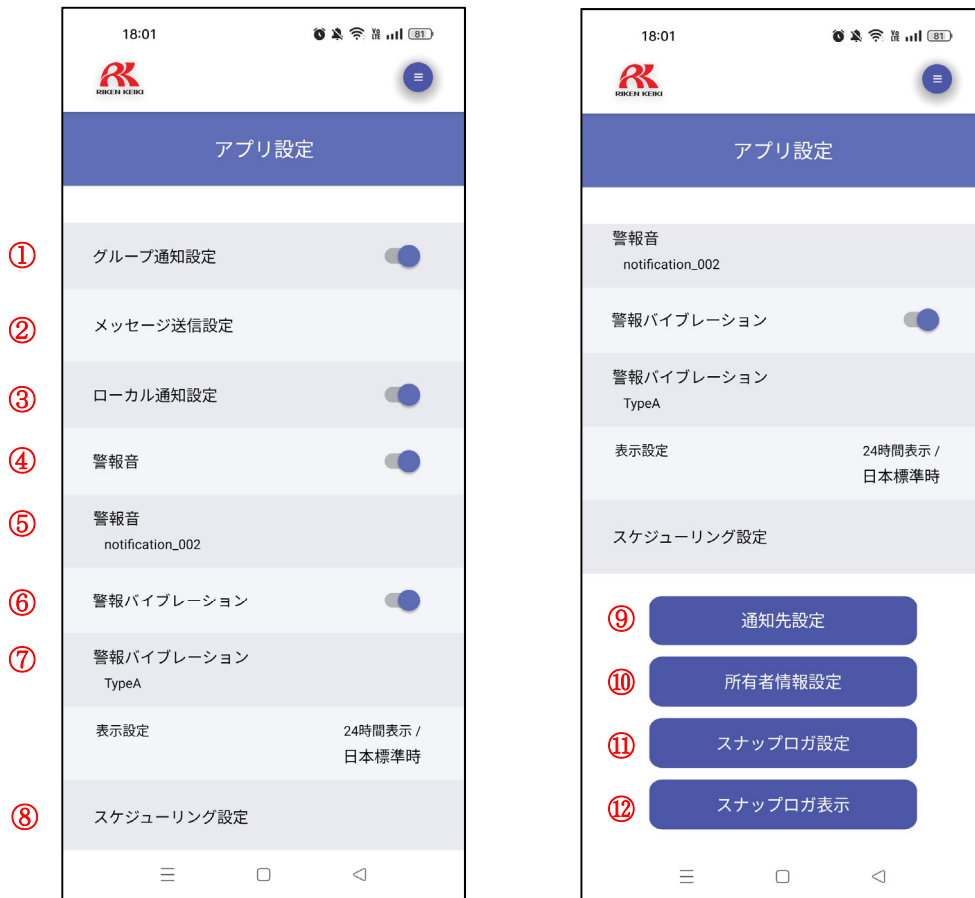 18:01
81
RIKEN KEIKI
アプリ設定
① グループ通知設定
② メッセージ送信設定
③ ローカル通知設定
④ 警報音
⑤ 警報音
notification_002
⑥ 警報バイブレーション
⑦ 警報バイブレーション
TypeA
表示設定 24時間表示 /
日本標準時
⑧ スケジューリング設定
18:01
81
RIKEN KEIKI
アプリ設定
警報音
notification_002
警報バイブレーション
警報バイブレーション
TypeA
表示設定 24時間表示 /
日本標準時
スケジューリング設定
⑨ 通知先設定
⑩ 所有者情報設定
⑪ スナップロガ設定
⑫ スナップロガ表示